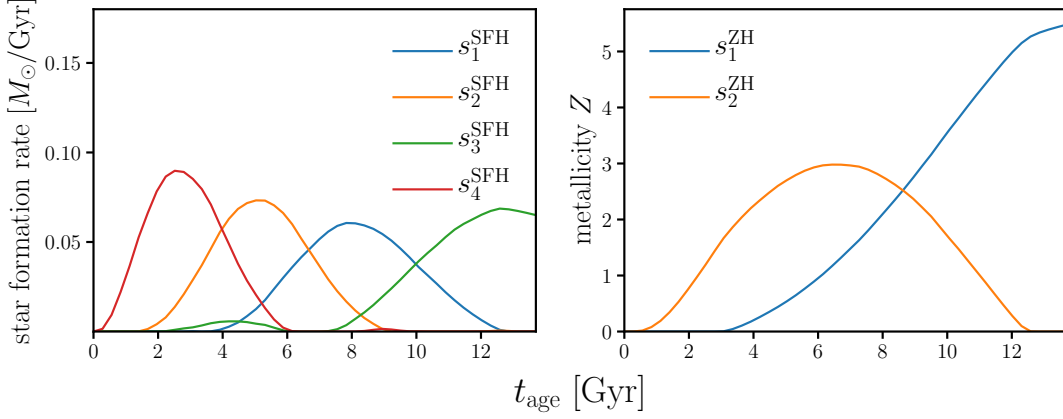 star formation rate [M⊙/Gyr]
0.15
0.10
0.05
0 2 4 6 8 10 12
s₁^SFH
s₂^SFH
s₃^SFH
s₄^SFH
metallicity Z
5
4
3
2
1
0
0 2 4 6 8 10 12
s₁^ZH
s₂^ZH
t_age [Gyr]